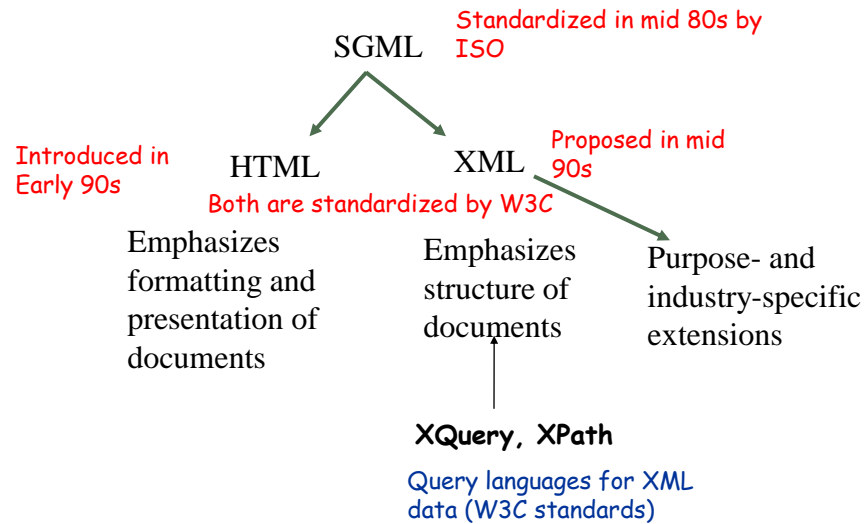 Standardized in mid 80s by
ISO
SGML
Introduced in
Early 90s
HTML
XML
Proposed in mid
90s
Both are standardized by W3C
Emphasizes
formatting and
presentation of
documents
Emphasizes
structure of
documents
Purpose- and
industry-specific
extensions
XQuery, XPath
Query languages for XML
data (W3C standards)